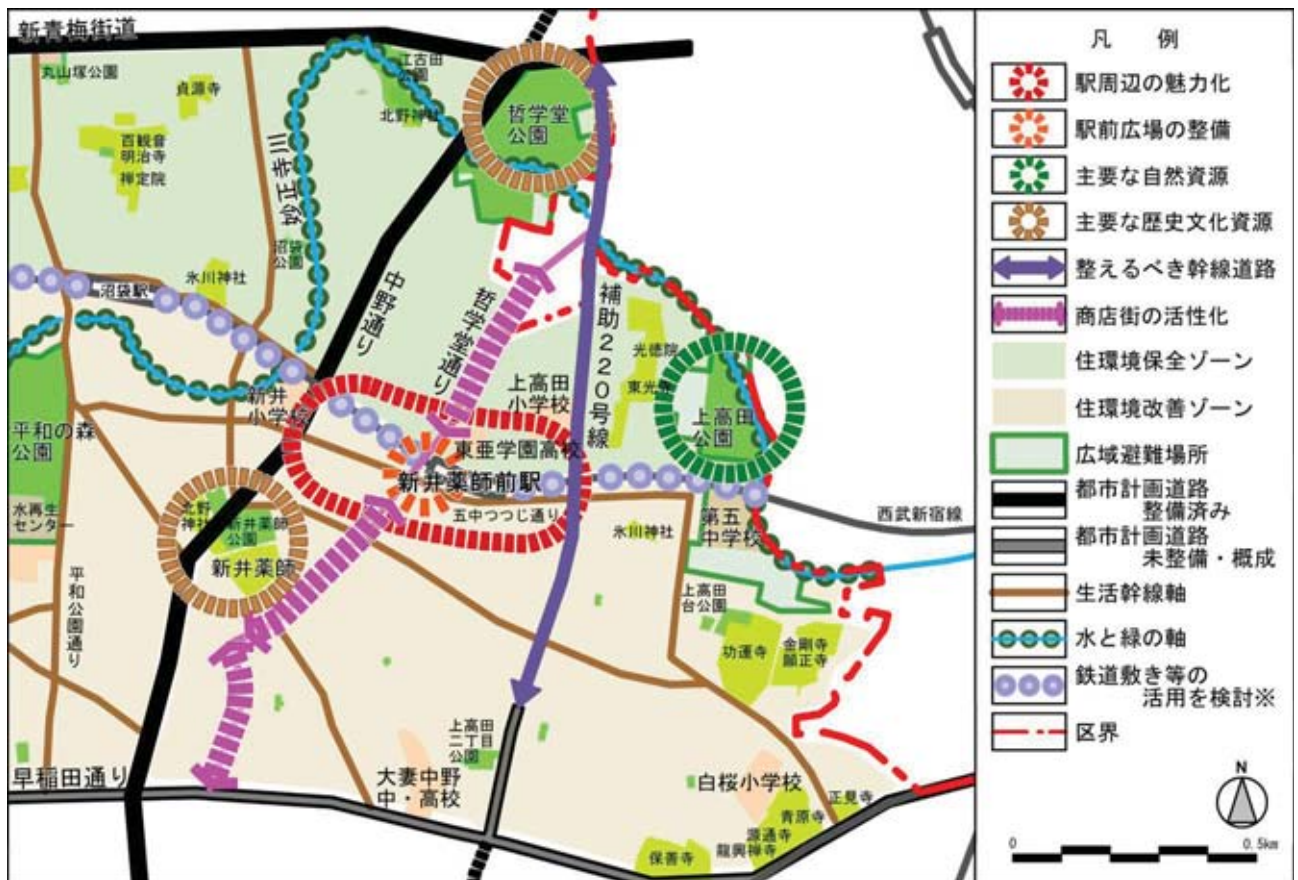 新青梅街道
丸山塚公園
貞源寺
百観音
明治寺
禅定院
江古田
公園
北野神社
哲学堂
公園
妙正寺川
沼袋
公園
氷川神社
沼袋駅
中野通り
哲学堂通り
補助220号線
光徳院
東光寺
上高田
小学校
上高田
公園
新井
小学校
東亜学園高校
新井薬師前駅
平和の森
公園
五中つつじ通り
西武新宿線
水再生
センター
北野
神社
新井薬師
公園
新井薬師
氷川神社
第五
中学校
平和公園通り
上高田
台公園
功運寺
金剛寺
願正寺
上高田
二丁目
公園
早稲田通り
大妻中野
中・高校
白桜小学校
正見寺
青原寺
源通寺
龍興禅寺
保善寺
凡例
駅周辺の魅力化
駅前広場の整備
主要な自然資源
主要な歴史文化資源
整えるべき幹線道路
商店街の活性化
住環境保全ゾーン
住環境改善ゾーン
広域避難場所
都市計画道路
整備済み
都市計画道路
未整備・概成
生活幹線軸
水と緑の軸
鉄道敷き等の
活用を検討※
区界
N
0 0.5km